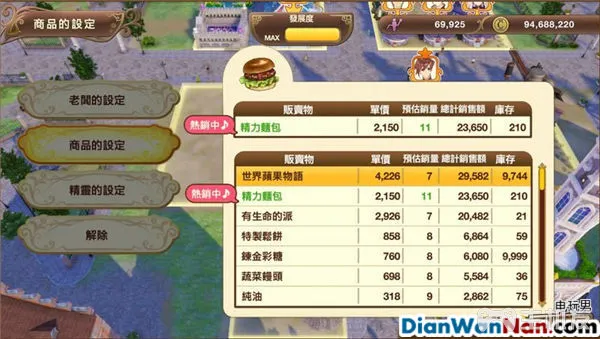 商品的設定
發展度
MAX
69,925
94,688,220
老闆的設定
商品的設定
精靈的設定
解除
販賣物 單價 預估銷量 總計銷售額 庫存
熱銷中♪ 精力麵包 2,150 11 23,650 210
販賣物 單價 預估銷量 總計銷售額 庫存
世界蘋果物語 4,226 7 29,582 9,744
熱銷中♪ 精力麵包 2,150 11 23,650 210
有生命的派 2,926 7 20,482 21
特製鬆餅 858 8 6,864 59
鍊金彩糖 760 8 6,080 9,999
蔬菜饅頭 698 8 5,584 36
純油 318 9 2,862 75
电玩男
DianWanNan.com